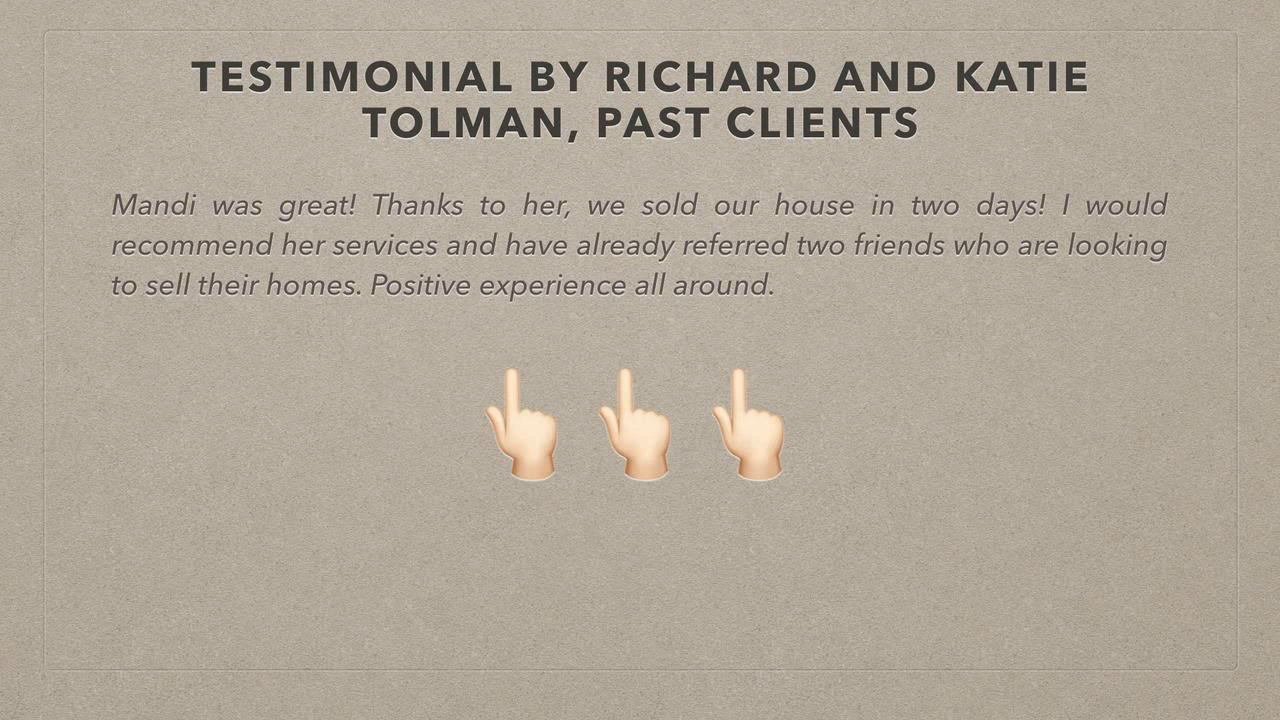 TESTIMONIAL BY RICHARD AND KATIE
TOLMAN, PAST CLIENTS
Mandi was great! Thanks to her, we sold our house in two days! I would
recommend her services and have already referred two friends who are looking
to sell their homes. Positive experience all around.